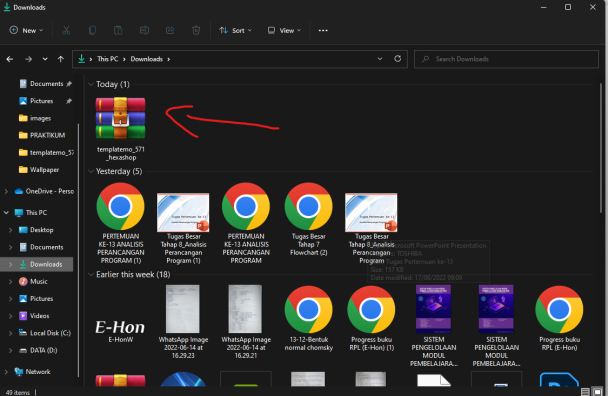 Downloads
New
Sort
View
This PC
Downloads
Search Downloads
Documents
Pictures
images
PRAKTIKUM
templatemo_57
Wallpaper
OneDrive - Perso
This PC
Desktop
Documents
Downloads
Music
Pictures
Videos
Local Disk (C:)
DATA (D:)
Network
Today (1)
templatemo_571
_hexashop
Yesterday (5)
PERTEMUAN
KE-13 ANALISIS
PERANCANGAN
PROGRAM (1)
Tugas Besar
Tahap 8_Analisis
Perancangan
Program (1)
PERTEMUAN
KE-13 ANALISIS
PERANCANGAN
PROGRAM
Tugas Besar
Tahap 7
Flowchart (2)
Tugas Besar
Tahap 8_Analisis
Perancangan
Program
Microsoft PowerPoint Presentation
TOSHIBA
Tugas Pertemuan ke-13
Size: 157 KB
Date modified: 17/06/2022 09:09
Earlier this week (18)
E-Hon
E-HonW
WhatsApp Image
2022-06-14 at
16.29.23
WhatsApp Image
2022-06-14 at
16.29.21
13-12-Bentuk
normal chomsky
Progress buku
RPL (E-Hon) (1)
SISTEM
PENGELOLAAN
MODUL
PEMBELAJARA...
SISTEM
PENGELOLAAN
MODUL
PEMBELAJARA...
Progress buku
RPL (E-Hon)
49 items